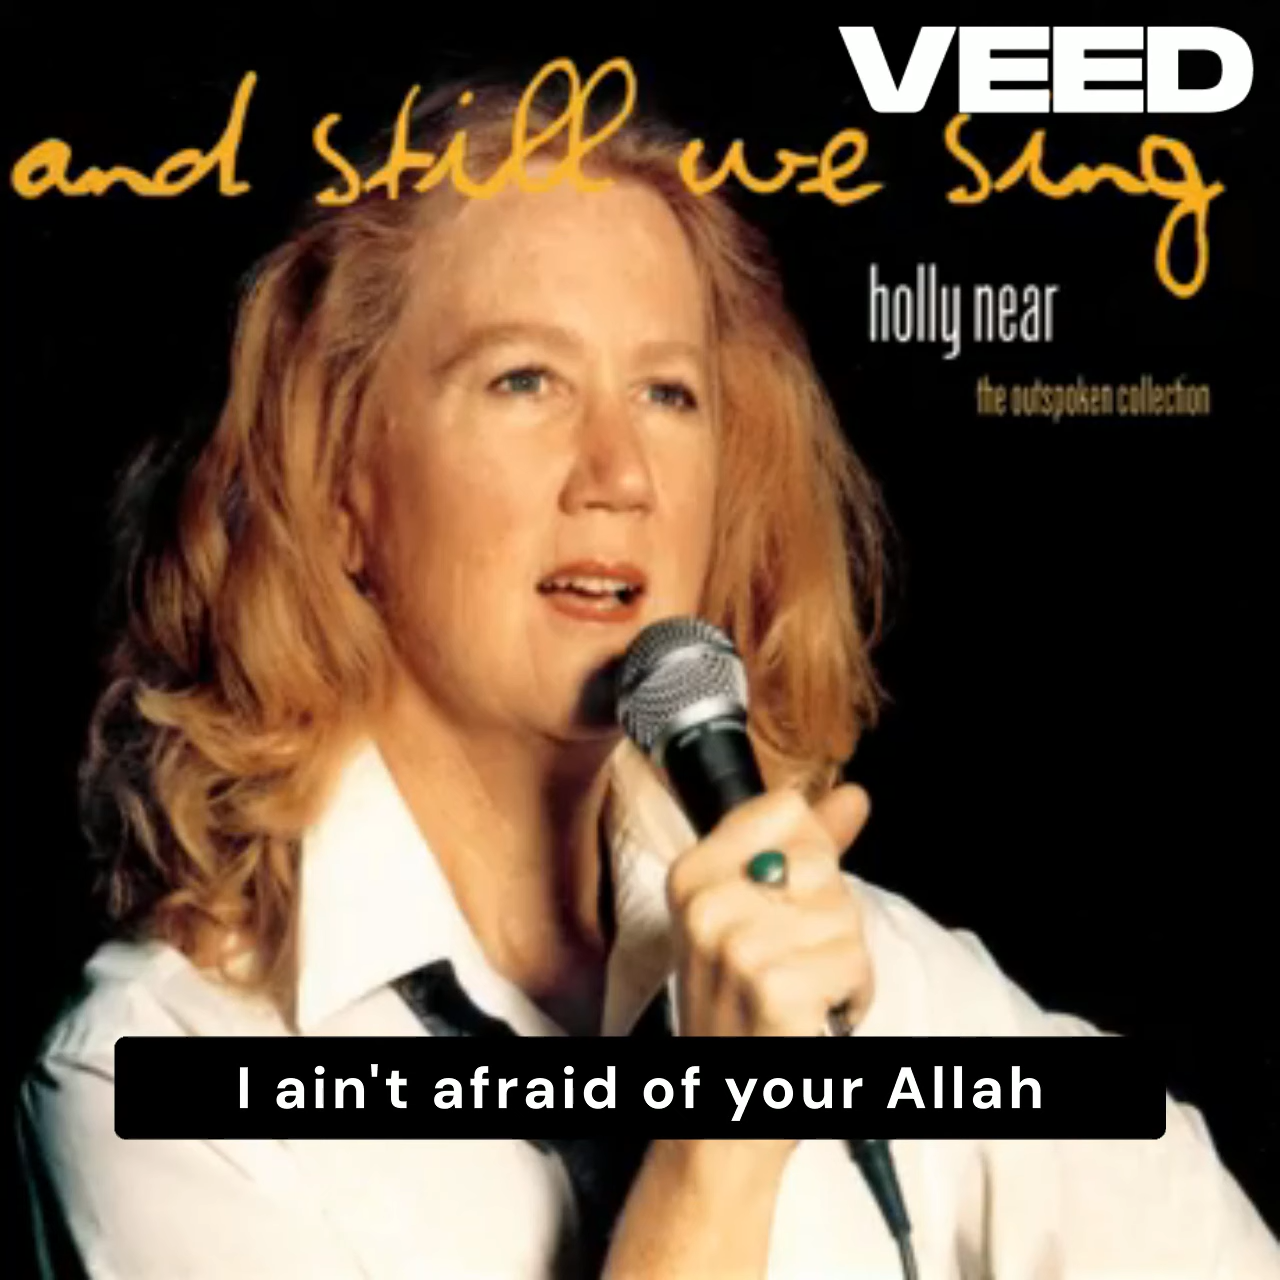 VEED
and still we sing
holly near
the outspoken collection
I ain't afraid of your Allah